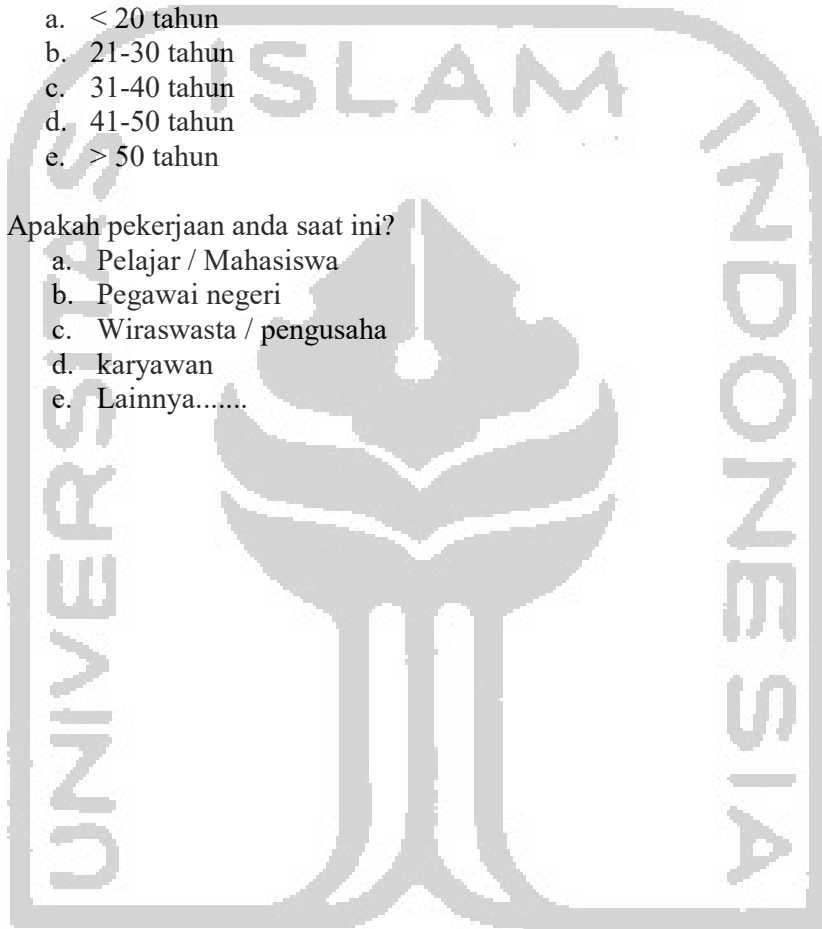 a. < 20 tahun
b. 21-30 tahun
c. 31-40 tahun
d. 41-50 tahun
e. > 50 tahun
Apakah pekerjaan anda saat ini?
a. Pelajar / Mahasiswa
b. Pegawai negeri
c. Wiraswasta / pengusaha
d. karyawan
e. Lainnya.......
UNIVERSITAS
ISLAM
INDONESIA